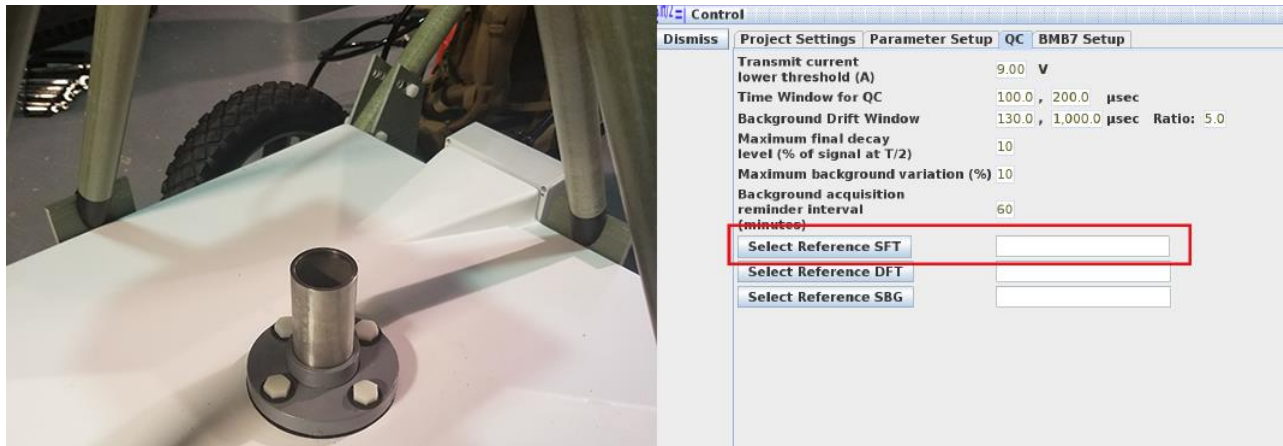 Control
Dismiss Project Settings Parameter Setup QC BMB7 Setup
Transmit current
lower threshold (A) 9.00 V
Time Window for QC 100.0 , 200.0 µsec
Background Drift Window 130.0 , 1,000.0 µsec Ratio: 5.0
Maximum final decay
level (% of signal at T/2) 10
Maximum background variation (%) 10
Background acquisition
reminder interval 60
(minutes)
Select Reference SFT
Select Reference DFT
Select Reference SBG